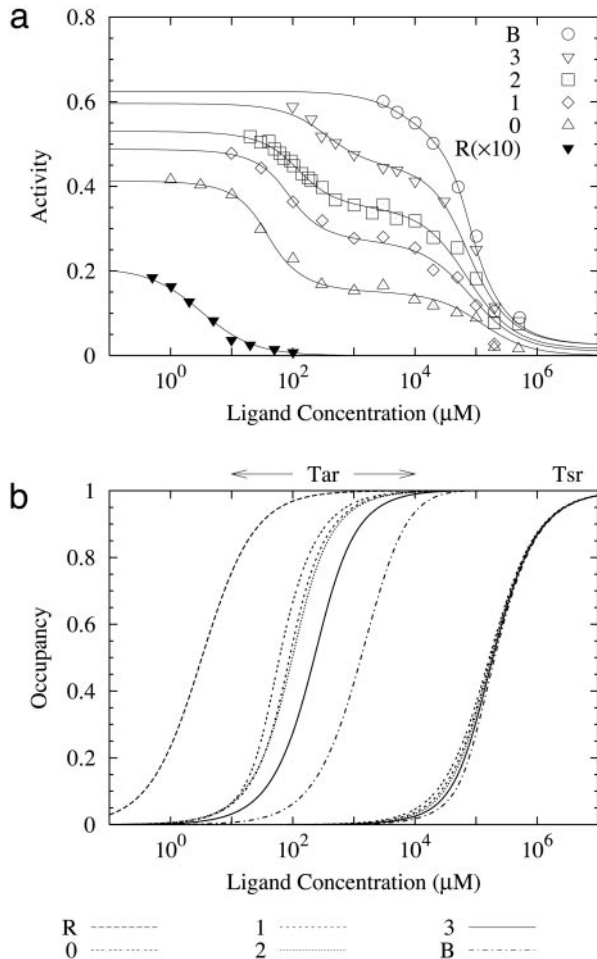 a
0.8
0.6
0.4
0.2
0
Activity
B
3
2
1
0
R(×10)
10^0 10^2 10^4 10^6
Ligand Concentration (μM)
b
Tar
Tsr
1
0.8
0.6
0.4
0.2
0
Occupancy
10^0 10^2 10^4 10^6
Ligand Concentration (μM)
R 1 3
0 2 B